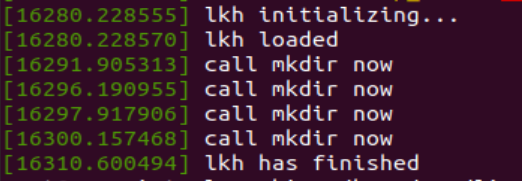 [16280.228555] lkh initializing...
[16280.228570] lkh loaded
[16291.905313] call mkdir now
[16296.190955] call mkdir now
[16297.917906] call mkdir now
[16300.157468] call mkdir now
[16310.600494] lkh has finished